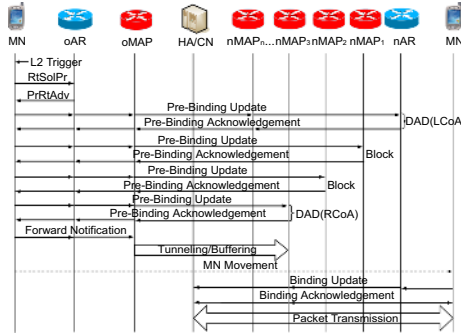 MN oAR oMAP HA/CN nMAPn...nMAP3 nMAP2 nMAP1 nAR MN
L2 Trigger
RtSolPr
PrRtAdv
Pre-Binding Update
Pre-Binding Acknowledgement DAD(LCoA
Pre-Binding Update
Pre-Binding Acknowledgement Block
Pre-Binding Update
Pre-Binding Acknowledgement Block
Pre-Binding Update
Pre-Binding Acknowledgement DAD(RCoA)
Forward Notification
Tunneling/Buffering
MN Movement
Binding Update
Binding Acknowledgement
Packet Transmission